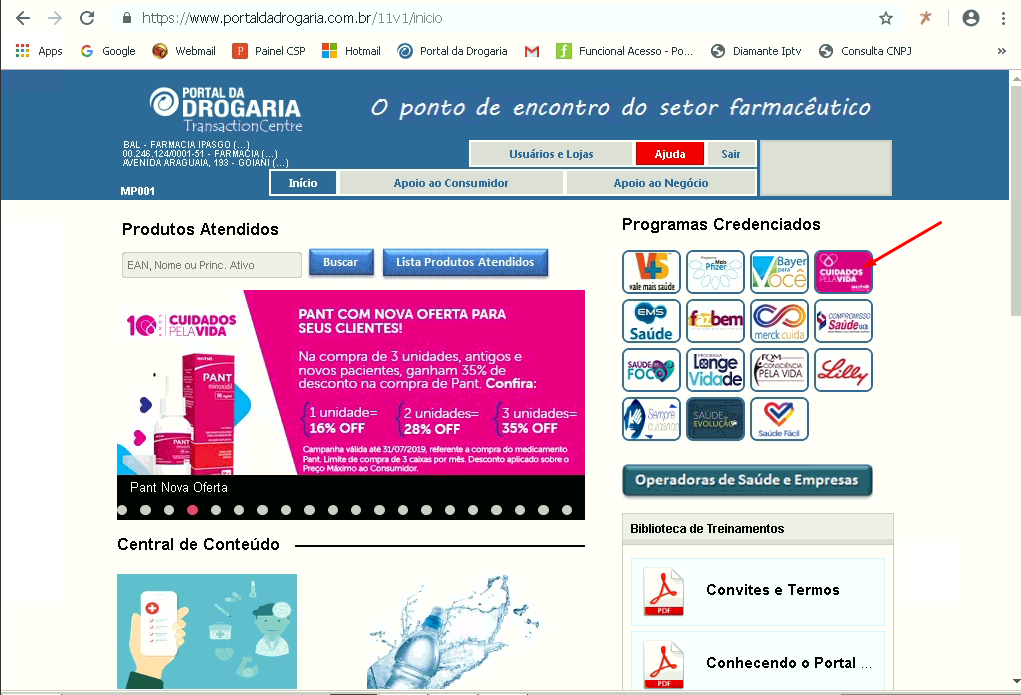 https://www.portaldadrogaria.com.br/11v1/inicio
Apps
Google
Webmail
Painel CSP
Hotmail
Portal da Drogaria
Funcional Acesso - Po...
Diamante Iptv
Consulta CNPJ
»
PORTAL DA
DROGARIA
TransactionCentre
O ponto de encontro do setor farmacêutico
BAL - FARMACIA IPASGO (...)
00.246.124/0001-51 - FARMACIA (...)
AVENIDA ARAGUAIA, 193 - GOIANI (...)
MP001
Usuários e Lojas
Ajuda
Sair
Início
Apoio ao Consumidor
Apoio ao Negócio
Produtos Atendidos
EAN, Nome ou Princ. Ativo
Buscar
Lista Produtos Atendidos
CUIDADOS
PELAVIDA
PANT COM NOVA OFERTA PARA
SEUS CLIENTES!
Na compra de 3 unidades, antigos e
novos pacientes, ganham 35% de
desconto na compra de Pant. Confira:
1 unidade=
16% OFF
2 unidades=
28% OFF
3 unidades=
35% OFF
Campanha válida até 31/07/2019, referente a compra do medicamento
Pant. Limite de compra de 3 caixas por mês. Desconto aplicado sobre o
Preço Máximo ao Consumidor.
PANT
minoxidil
PANT
Pant Nova Oferta
Central de Conteúdo
Programas Credenciados
V+5
vale mais saúde
Mais
Pfizer
Bayer
para
Você
CUIDADOS
PELAVIDA
achē
EMS
Saúde
fazbem
merck cuida
COMPROMISSO
Saúde UCB
SAÚDE
FOCO
PROGRAMA
Longe
Vidade
FQM
CONSCIÊNCIA
PELA VIDA
Lilly
Sempre
cuidando
SAÚDE
EVOLUÇÃO
Saúde Fácil
Operadoras de Saúde e Empresas
Biblioteca de Treinamentos
PDF
Convites e Termos
PDF
Conhecendo o Portal ...